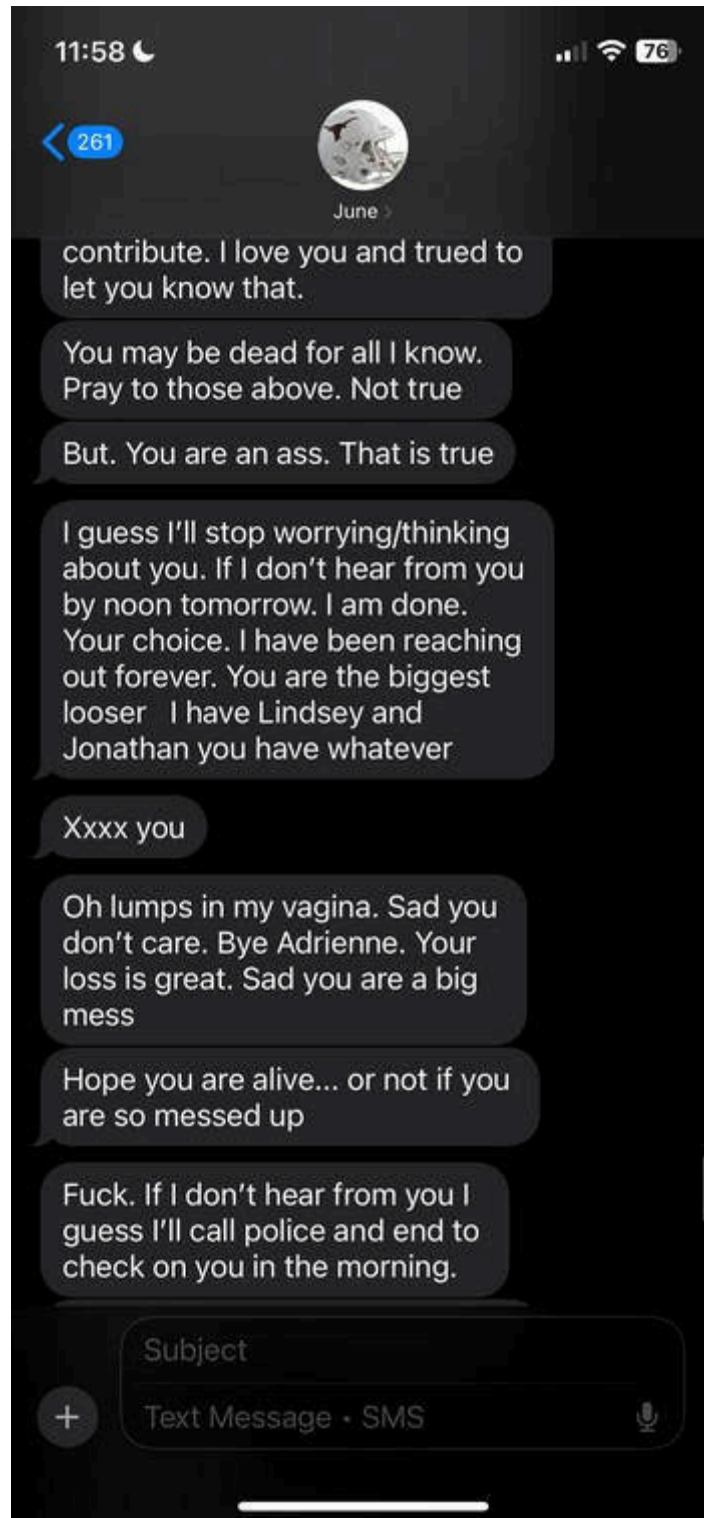 11:58
76
261
June
contribute. I love you and trued to
let you know that.
You may be dead for all I know.
Pray to those above. Not true
But. You are an ass. That is true
I guess I'll stop worrying/thinking
about you. If I don't hear from you
by noon tomorrow. I am done.
Your choice. I have been reaching
out forever. You are the biggest
looser   I have Lindsey and
Jonathan you have whatever
Xxxx you
Oh lumps in my vagina. Sad you
don't care. Bye Adrienne. Your
loss is great. Sad you are a big
mess
Hope you are alive... or not if you
are so messed up
Fuck. If I don't hear from you I
guess I'll call police and end to
check on you in the morning.
Subject
Text Message • SMS